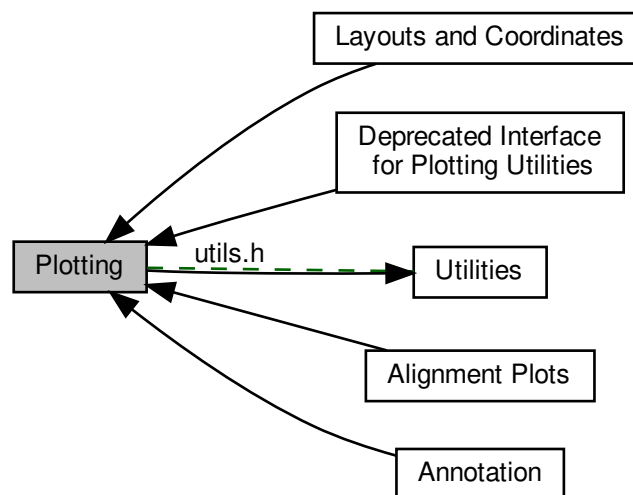 Layouts and Coordinates
Deprecated Interface
for Plotting Utilities
utils.h
Plotting
Utilities
Alignment Plots
Annotation